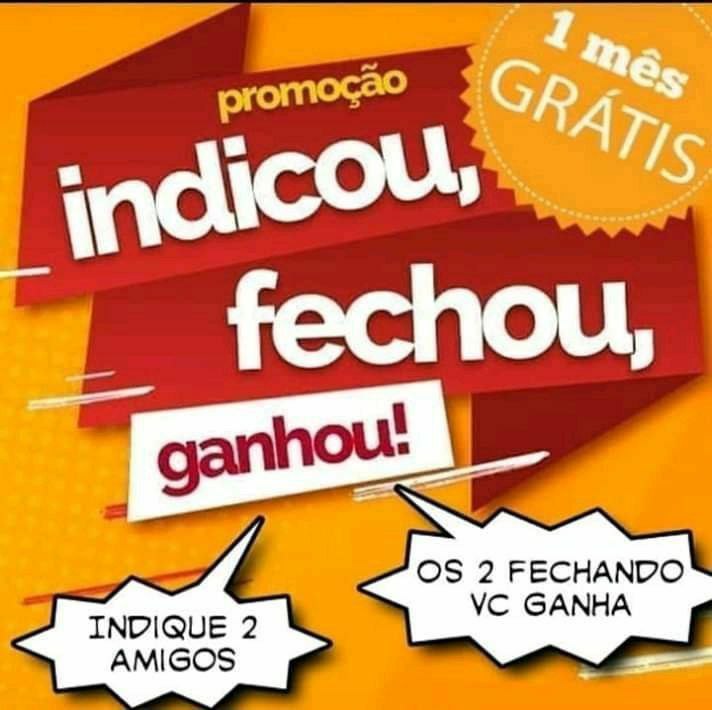 1 mês
GRÁTIS
promoção
indicou,
fechou,
ganhou!
OS 2 FECHANDO
VC GANHA
INDIQUE 2
AMIGOS